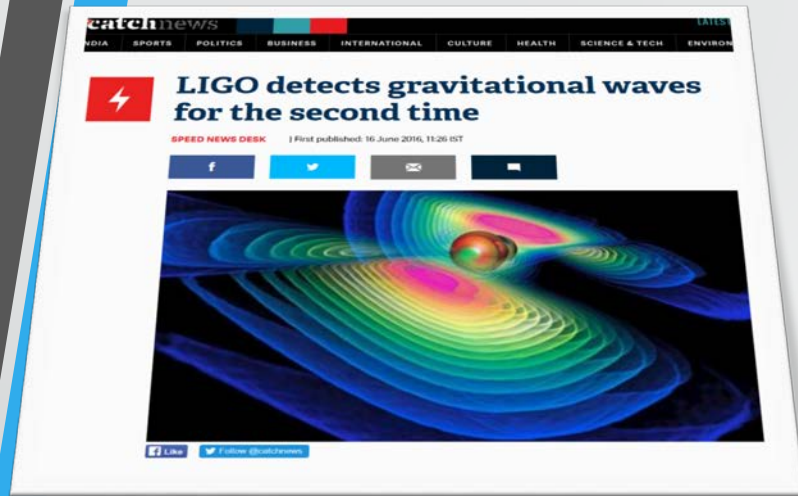 catchnews
LATEST
NDIA SPORTS POLITICS BUSINESS INTERNATIONAL CULTURE HEALTH SCIENCE & TECH ENVIRON
LIGO detects gravitational waves
for the second time
SPEED NEWS DESK | First published: 16 June 2016, 11:26 IST
f
f Like Follow @catchnews